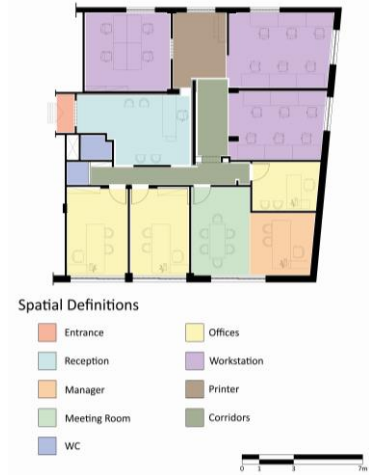 Spatial Definitions
Entrance
Offices
Reception
Workstation
Manager
Printer
Meeting Room
Corridors
WC
0 1 3 7m